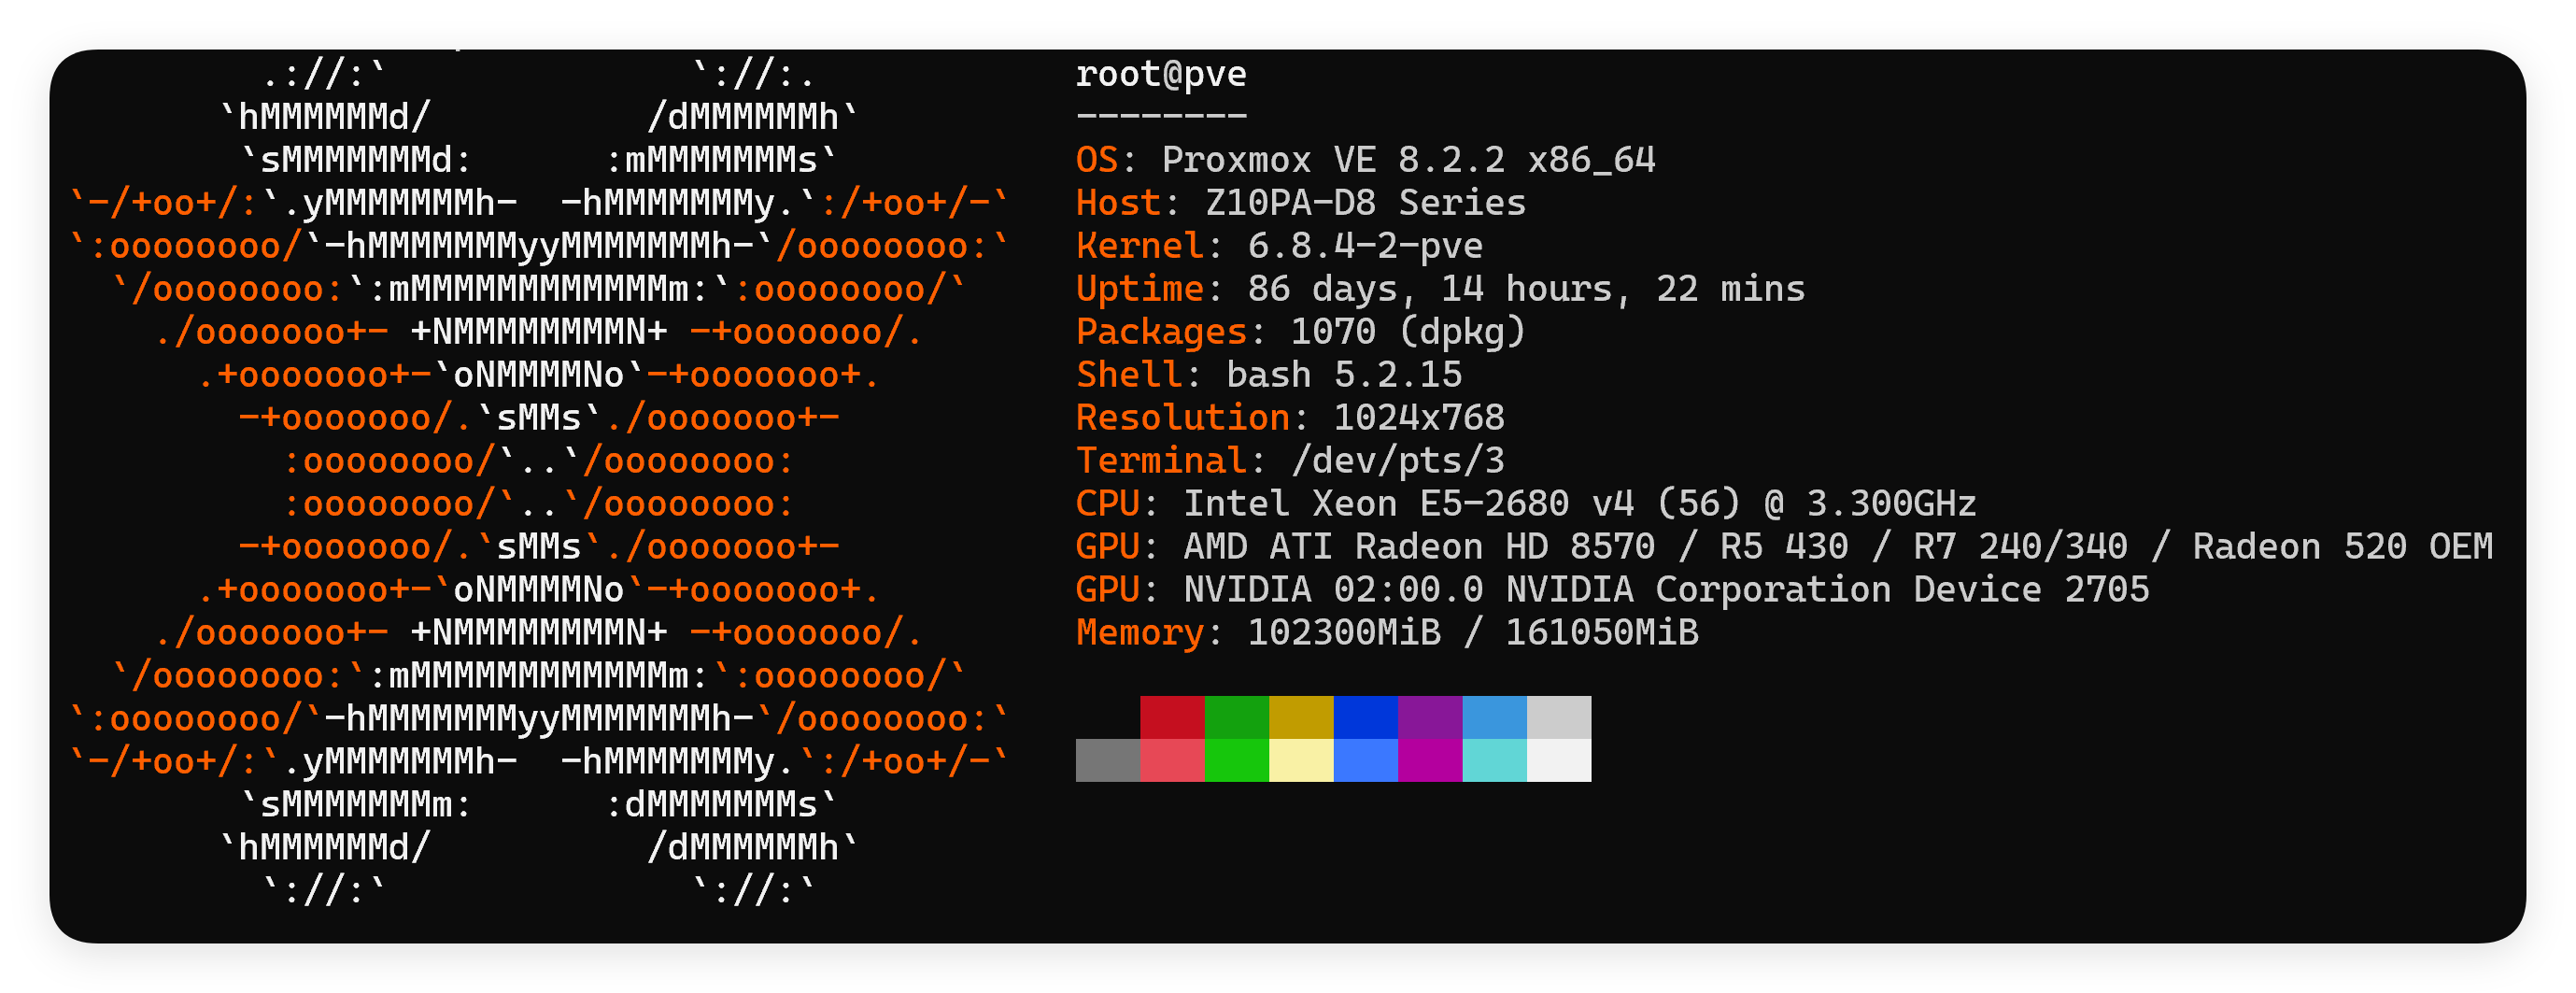 .://:`              `://:.            root@pve
       `hMMMMMMd/          /dMMMMMMh`          --------
        `sMMMMMMMd:      :mMMMMMMMs`           OS: Proxmox VE 8.2.2 x86_64
`-/+oo+/:`.yMMMMMMMh-  -hMMMMMMMy.`:/+oo+/-`   Host: Z10PA-D8 Series
`:oooooooo/`-hMMMMMMMyyMMMMMMMh-`/oooooooo:`   Kernel: 6.8.4-2-pve
  `/oooooooo:`:mMMMMMMMMMMMMm:`:oooooooo/`     Uptime: 86 days, 14 hours, 22 mins
    ./ooooooo+- +NMMMMMMMMN+ -+ooooooo/.       Packages: 1070 (dpkg)
      .+ooooooo+-`oNMMMMNo`-+ooooooo+.         Shell: bash 5.2.15
        -+ooooooo/.`sMMs`./ooooooo+-           Resolution: 1024x768
          :oooooooo/`..`/oooooooo:             Terminal: /dev/pts/3
          :oooooooo/`..`/oooooooo:             CPU: Intel Xeon E5-2680 v4 (56) @ 3.300GHz
        -+ooooooo/.`sMMs`./ooooooo+-           GPU: AMD ATI Radeon HD 8570 / R5 430 / R7 240/340 / Radeon 520 OEM
      .+ooooooo+-`oNMMMMNo`-+ooooooo+.         GPU: NVIDIA 02:00.0 NVIDIA Corporation Device 2705
    ./ooooooo+- +NMMMMMMMMN+ -+ooooooo/.       Memory: 102300MiB / 161050MiB
  `/oooooooo:`:mMMMMMMMMMMMMm:`:oooooooo/`
`:oooooooo/`-hMMMMMMMyyMMMMMMMh-`/oooooooo:`
`-/+oo+/:`.yMMMMMMMh-  -hMMMMMMMy.`:/+oo+/-`
        `sMMMMMMMm:      :dMMMMMMMs`
       `hMMMMMMd/          /dMMMMMMh`
         `://:`              `://:`